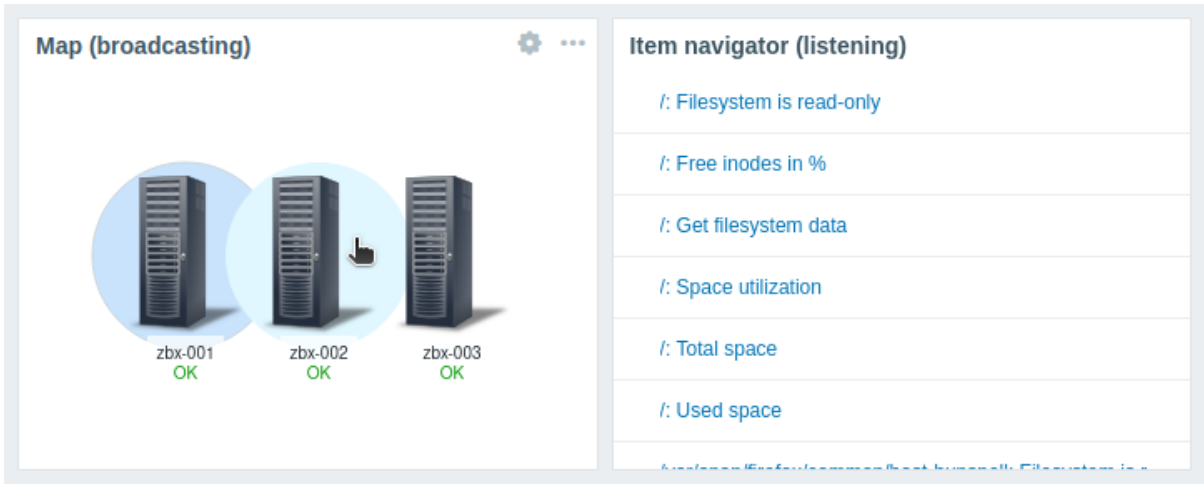 Map (broadcasting)
zbx-001
OK
zbx-002
OK
zbx-003
OK
Item navigator (listening)
/: Filesystem is read-only
/: Free inodes in %
/: Get filesystem data
/: Space utilization
/: Total space
/: Used space